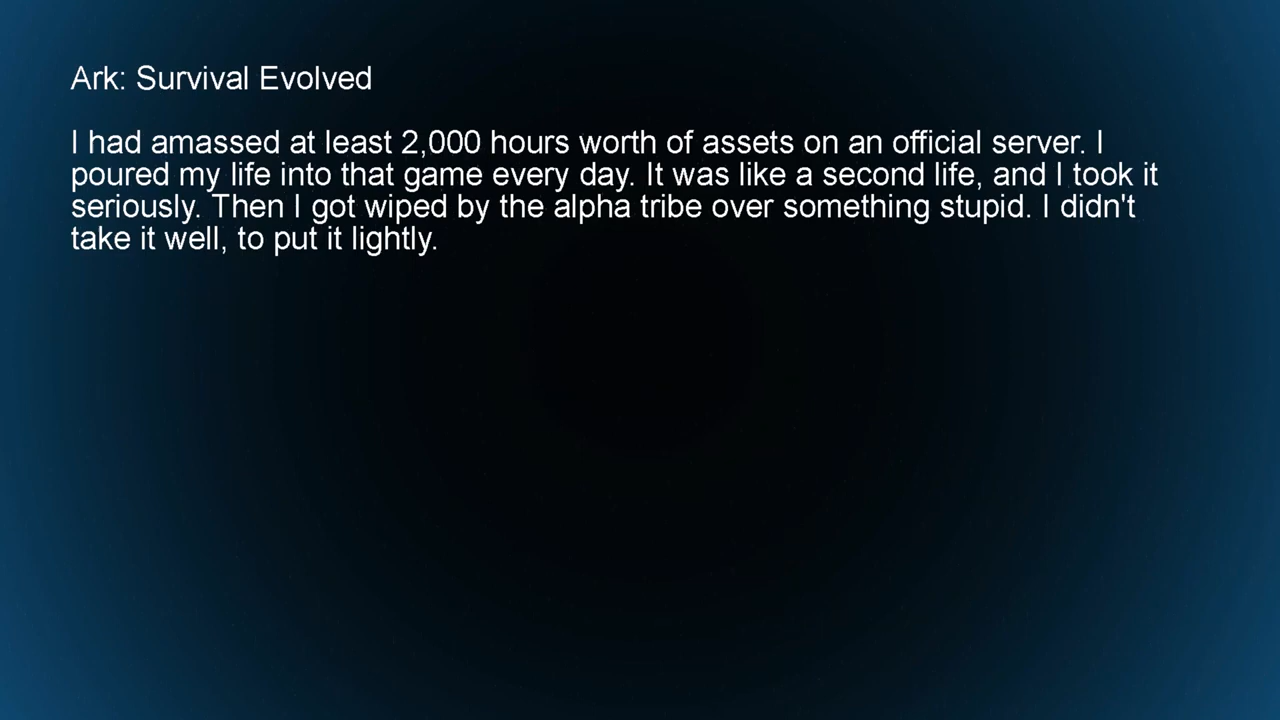 Ark: Survival Evolved
I had amassed at least 2,000 hours worth of assets on an official server. I
poured my life into that game every day. It was like a second life, and I took it
seriously. Then I got wiped by the alpha tribe over something stupid. I didn't
take it well, to put it lightly.